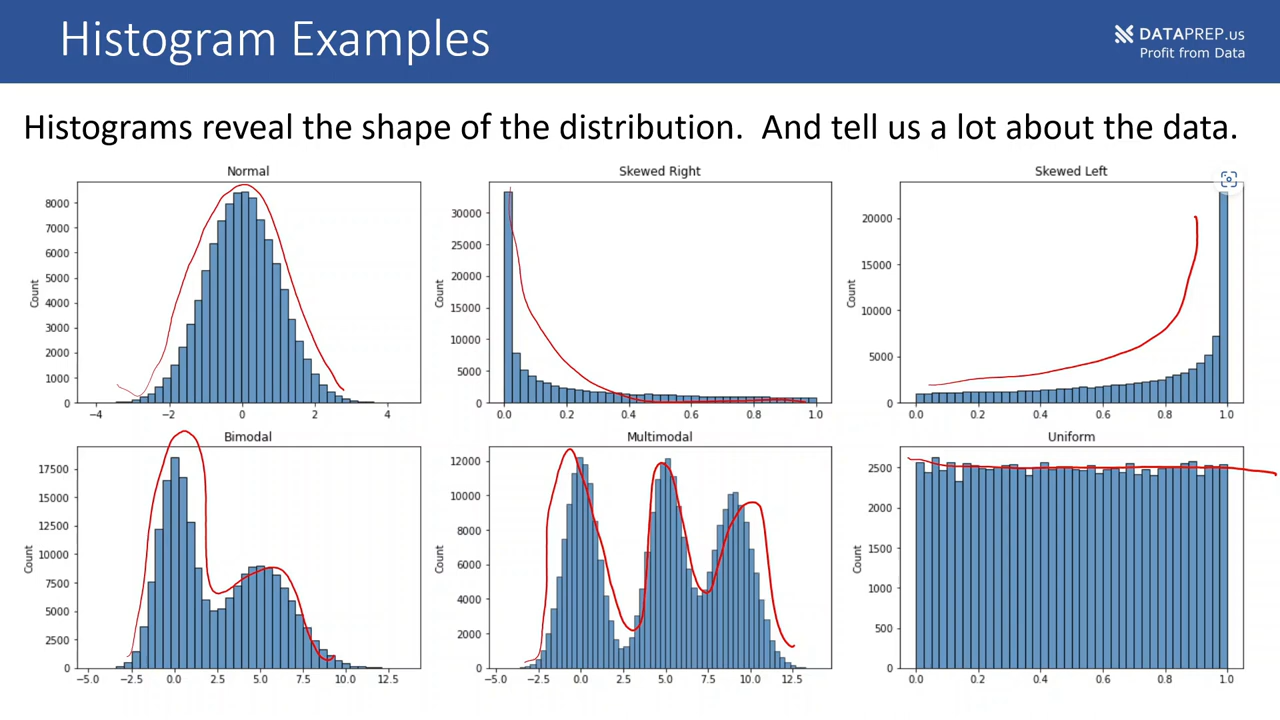 Histogram Examples
DATAPREP.us
Profit from Data
Histograms reveal the shape of the distribution.  And tell us a lot about the data.
Normal
Count
8000
7000
6000
5000
4000
3000
2000
1000
0
−4 −2 0 2 4
Skewed Right
Count
30000
25000
20000
15000
10000
5000
0
0.0 0.2 0.4 0.6 0.8 1.0
Skewed Left
Count
20000
15000
10000
5000
0
0.0 0.2 0.4 0.6 0.8 1.0
Bimodal
Count
17500
15000
12500
10000
7500
5000
2500
0
−5.0 −2.5 0.0 2.5 5.0 7.5 10.0 12.5
Multimodal
Count
12000
10000
8000
6000
4000
2000
0
−5.0 −2.5 0.0 2.5 5.0 7.5 10.0 12.5
Uniform
Count
2500
2000
1500
1000
500
0
0.0 0.2 0.4 0.6 0.8 1.0